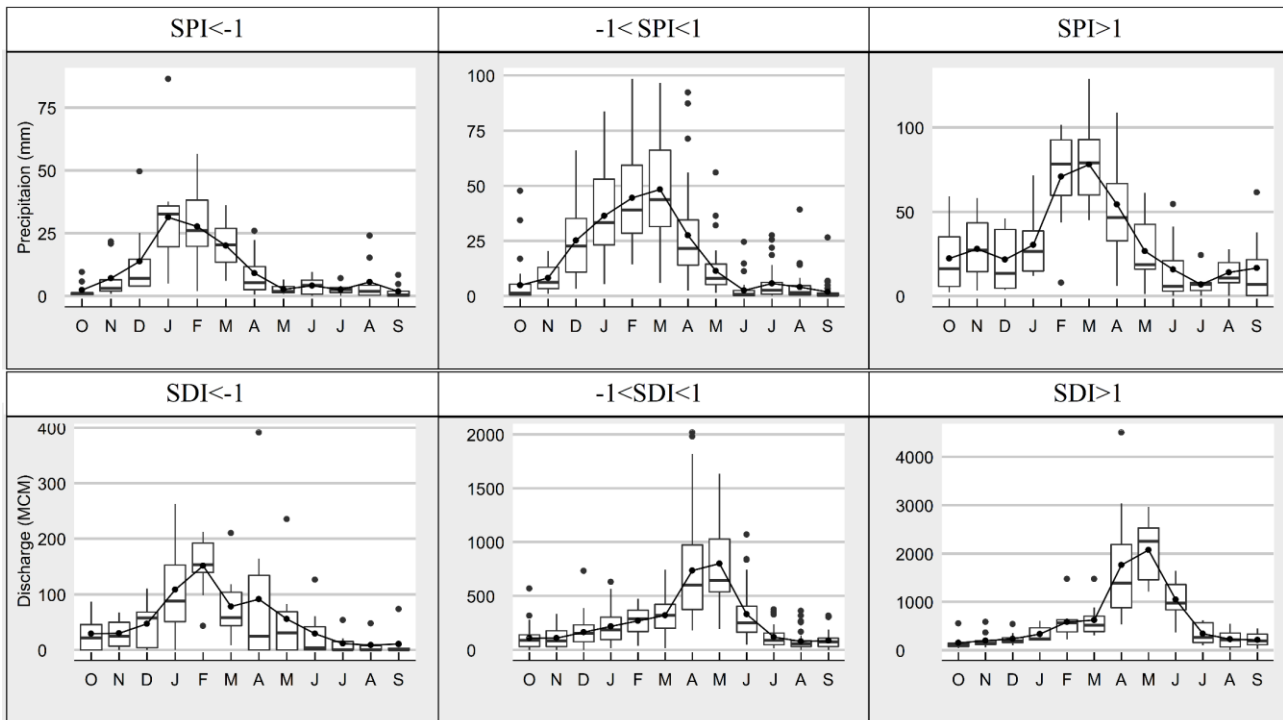 SPI<-1
-1< SPI<1
SPI>1
Precipitaion (mm)
75
50
25
0
O N D J F M A M J J A S
100
75
50
25
0
O N D J F M A M J J A S
100
50
0
O N D J F M A M J J A S
SDI<-1
-1<SDI<1
SDI>1
Discharge (MCM)
400
300
200
100
0
O N D J F M A M J J A S
2000
1500
1000
500
0
O N D J F M A M J J A S
4000
3000
2000
1000
0
O N D J F M A M J J A S